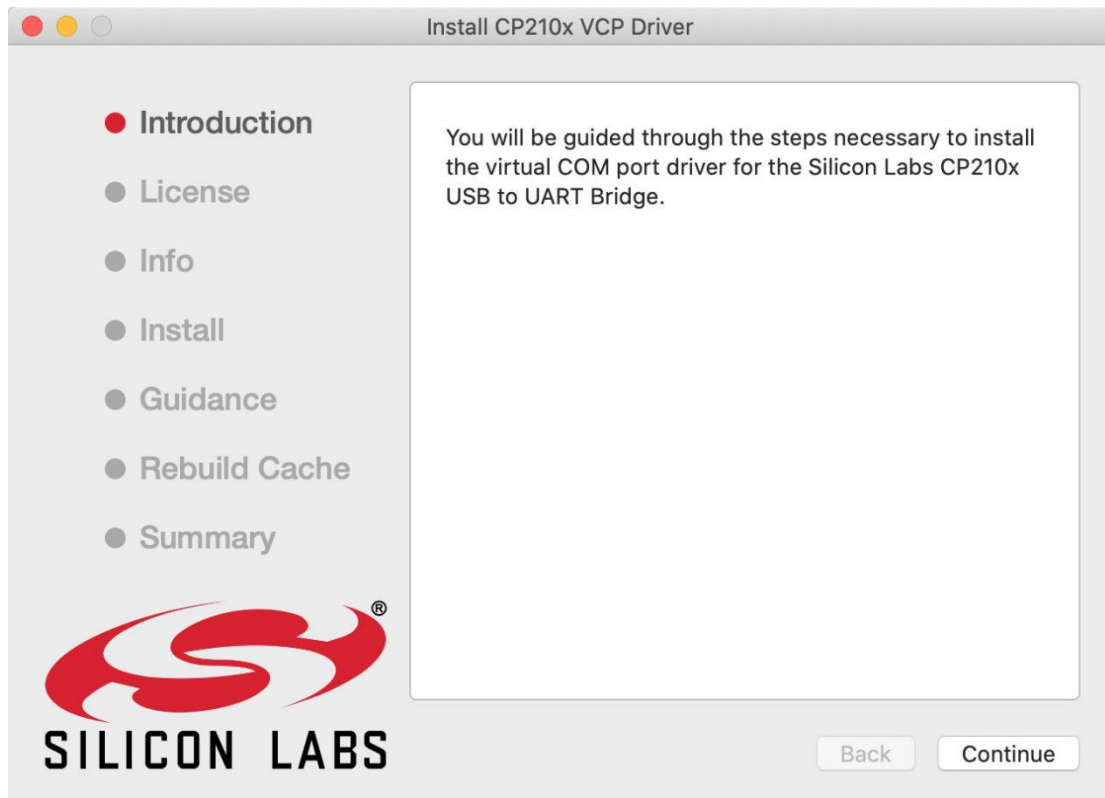 Install CP210x VCP Driver
Introduction
License
Info
Install
Guidance
Rebuild Cache
Summary
You will be guided through the steps necessary to install
the virtual COM port driver for the Silicon Labs CP210x
USB to UART Bridge.
®
SILICON LABS
Back
Continue